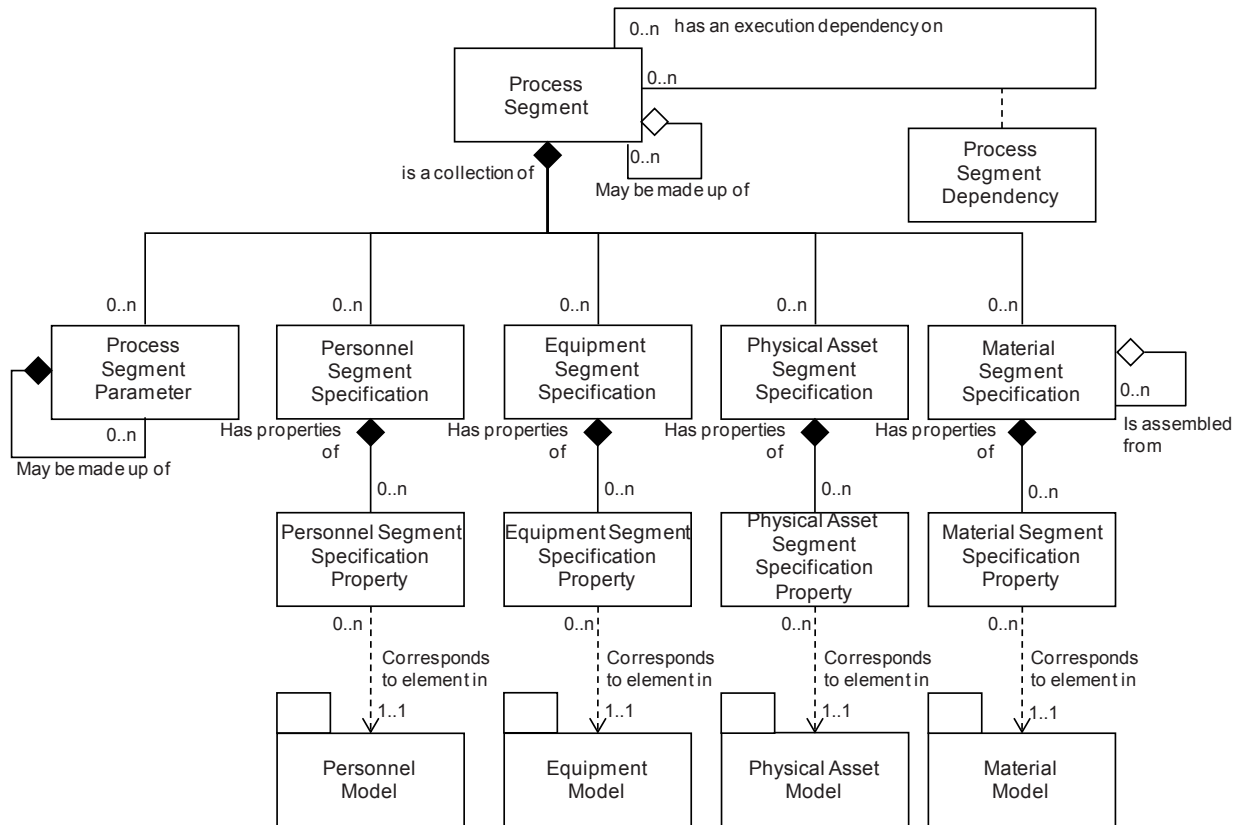 0..n has an execution dependency on
Process
Segment
0..n
0..n
May be made up of
Process
Segment
Dependency
is a collection of
0..n
0..n
0..n
0..n
0..n
Process
Segment
Parameter
0..n
May be made up of
Personnel
Segment
Specification
Equipment
Segment
Specification
Physical Asset
Segment
Specification
Material
Segment
Specification
0..n
Is assembled
from
Has properties
of
Has properties
of
Has properties
of
Has properties
of
0..n
0..n
0..n
0..n
Personnel Segment
Specification
Property
Equipment Segment
Specification
Property
Physical Asset
Segment
Specification
Property
Material Segment
Specification
Property
0..n
0..n
0..n
0..n
Corresponds
to element in
Corresponds
to element in
Corresponds
to element in
Corresponds
to element in
1..1
1..1
1..1
1..1
Personnel
Model
Equipment
Model
Physical Asset
Model
Material
Model